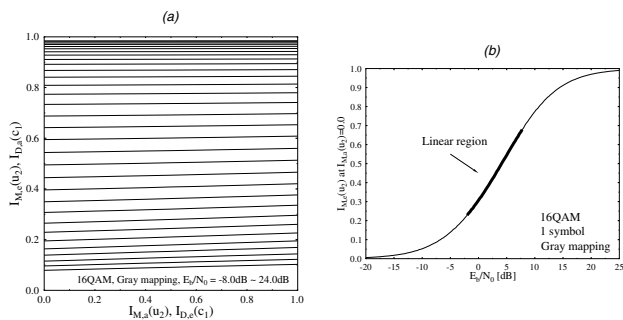 (a)
1.0
0.8
0.6
0.4
0.2
0.0
I_{M,e}(u_2), I_{D,a}(c_1)
16QAM, Gray mapping, E_b/N_0 = -8.0dB ~ 24.0dB
0.0 0.2 0.4 0.6 0.8 1.0
I_{M,a}(u_2), I_{D,e}(c_1)
(b)
1.0
0.9
0.8
0.7
0.6
0.5
0.4
0.3
0.2
0.1
0.0
I_{M,e}(u_2) at I_{M,a}(u_2)=0.0
Linear region
16QAM
1 symbol
Gray mapping
-20 -15 -10 -5 0 5 10 15 20 25
E_b/N_0 [dB]